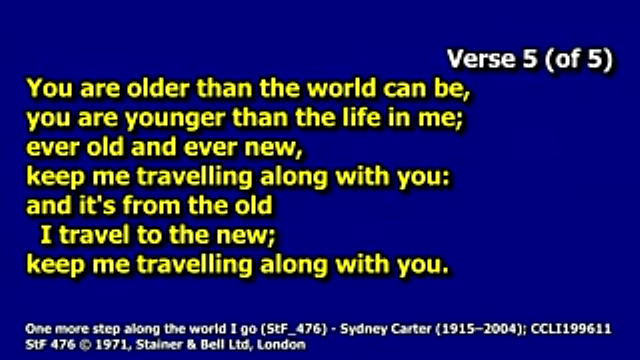 Verse 5 (of 5)
You are older than the world can be,
you are younger than the life in me;
ever old and ever new,
keep me travelling along with you:
and it's from the old
I travel to the new;
keep me travelling along with you.
One more step along the world I go (StF_476) - Sydney Carter (1915–2004); CCLI199611
StF 476 © 1971, Stainer & Bell Ltd, London